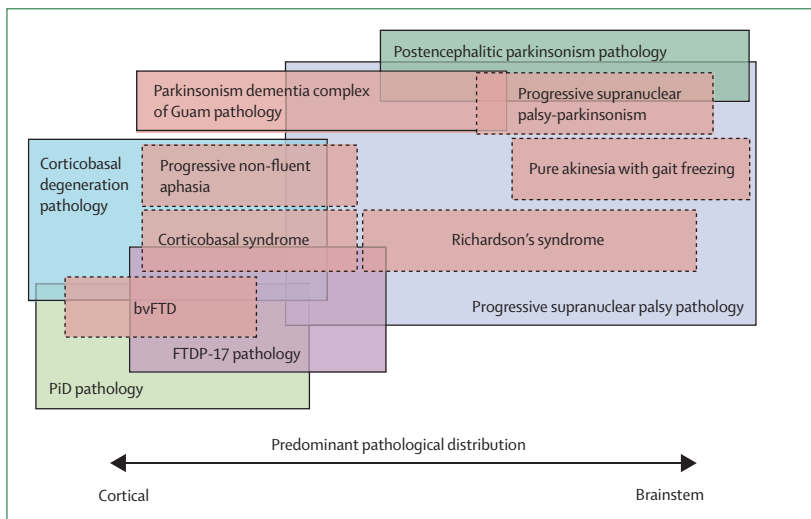 Postencephalitic parkinsonism pathology
Parkinsonism dementia complex
of Guam pathology
Progressive supranuclear
palsy-parkinsonism
Corticobasal
degeneration
pathology
Progressive non-fluent
aphasia
Pure akinesia with gait freezing
Corticobasal syndrome
Richardson's syndrome
bvFTD
Progressive supranuclear palsy pathology
FTDP-17 pathology
PiD pathology
Predominant pathological distribution
Cortical
Brainstem